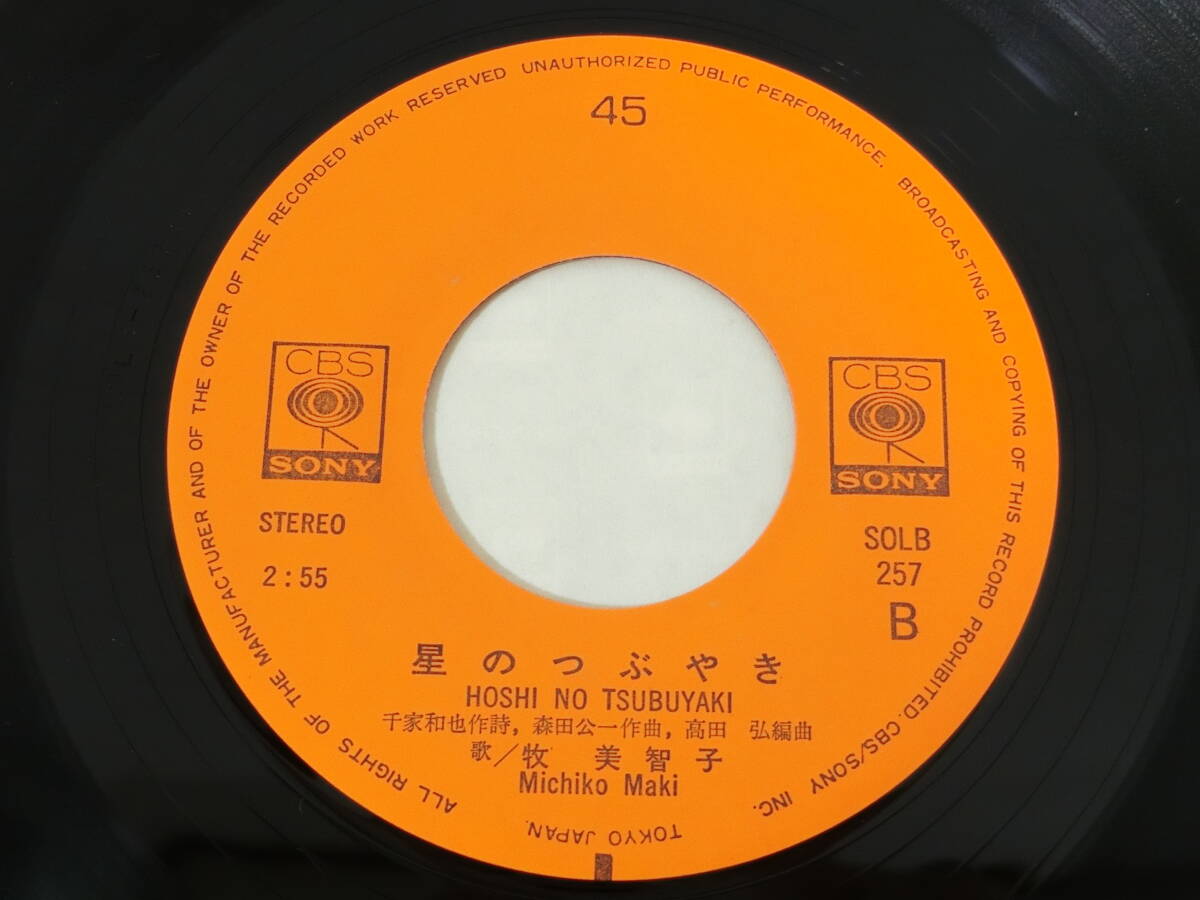 45
ALL RIGHTS OF THE MANUFACTURER AND OF THE OWNER OF THE RECORDED WORK RESERVED UNAUTHORIZED PUBLIC PERFORMANCE. BROADCASTING AND COPYING OF THIS RECORD PROHIBITED. CBS/SONY INC.
TOKYO JAPAN.
CBS
SONY
CBS
SONY
STEREO
2:55
SOLB
257
B
星のつぶやき
HOSHI NO TSUBUYAKI
千家和也作詩, 森田公一作曲, 高田 弘編曲
歌/牧 美智子
Michiko Maki